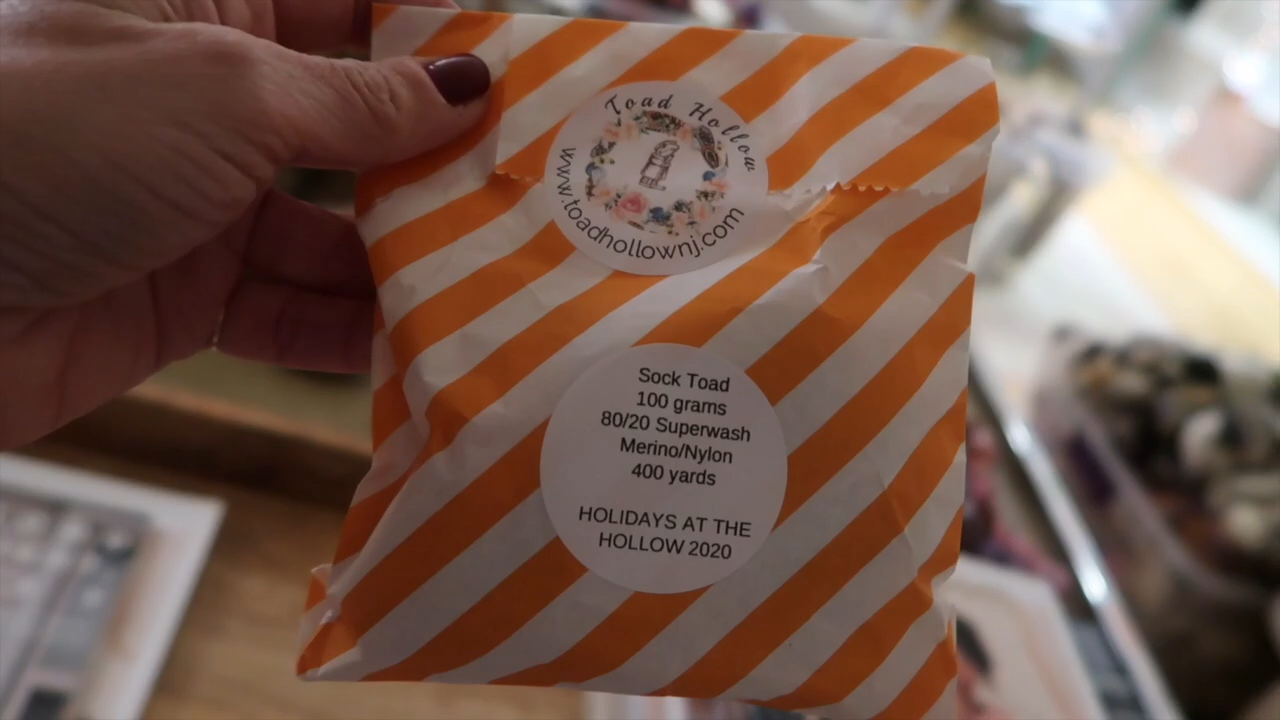 Toad Hollow
www.toadhollownj.com
Sock Toad
100 grams
80/20 Superwash
Merino/Nylon
400 yards
HOLIDAYS AT THE
HOLLOW 2020